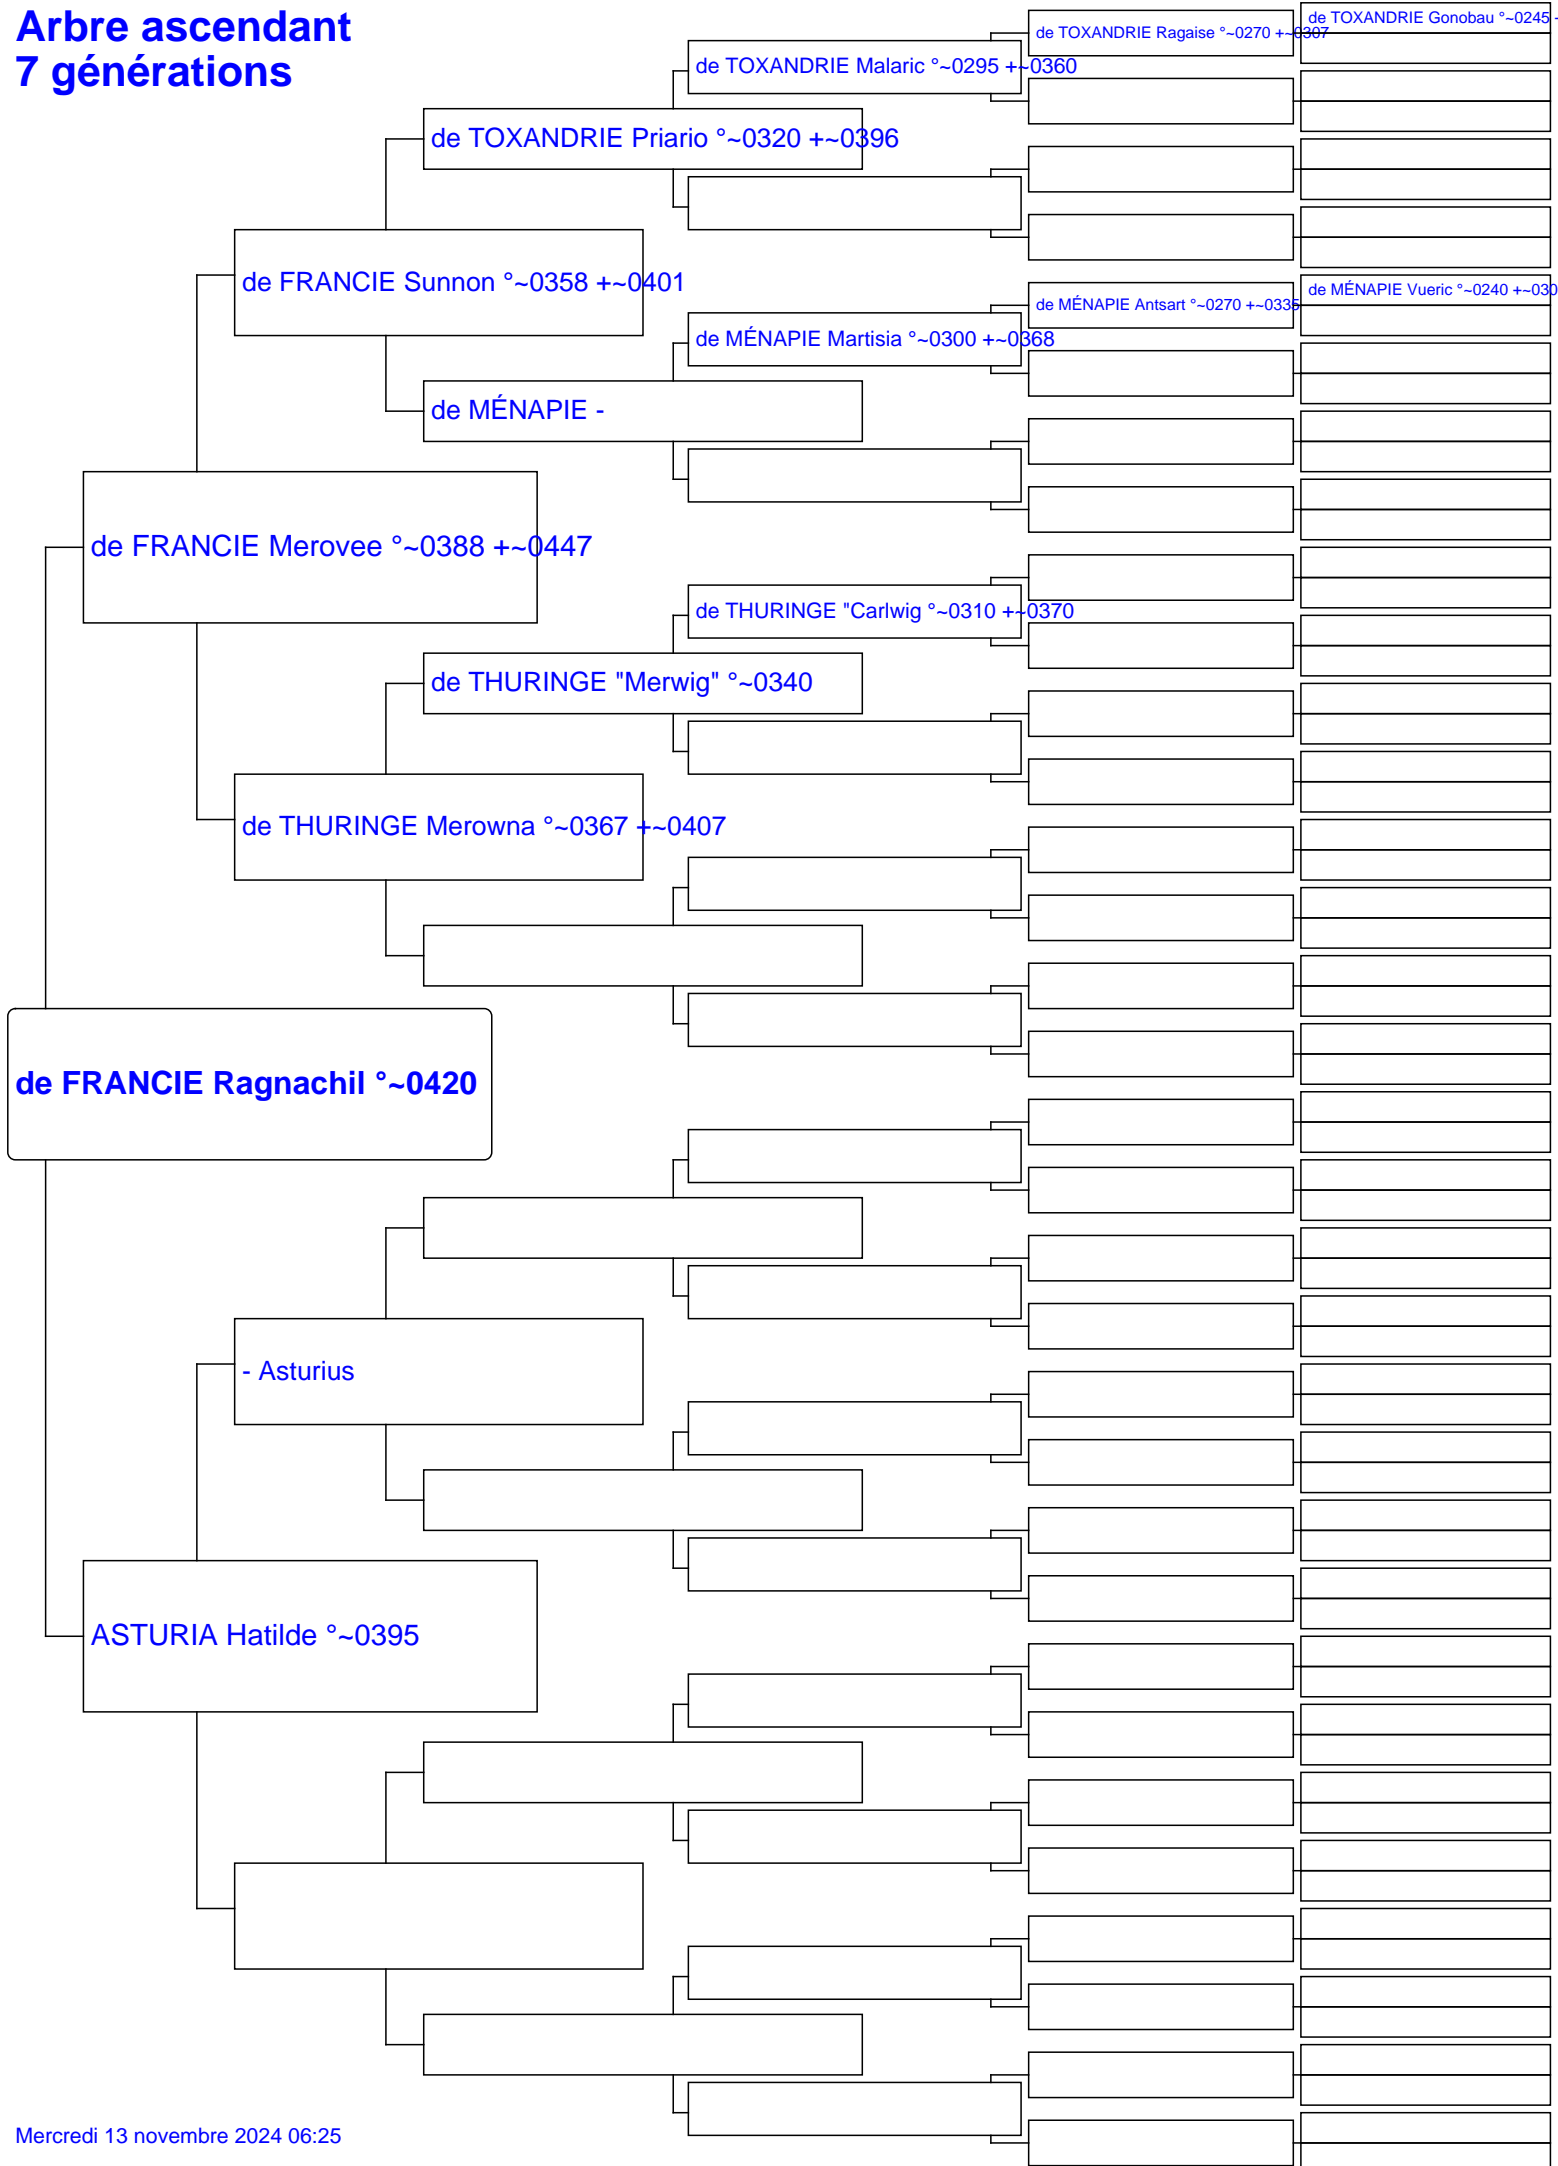 Arbre ascendant
7 générations
de TOXANDRIE Gonobau °~0245
de TOXANDRIE Ragaise °~0270 +~0307
de TOXANDRIE Malaric °~0295 +~0360
de TOXANDRIE Priario °~0320 +~0396
de FRANCIE Sunnon °~0358 +~0401
de MÉNAPIE Vueric °~0240 +~030
de MÉNAPIE Antsart °~0270 +~0335
de MÉNAPIE Martisia °~0300 +~0368
de MÉNAPIE -
de FRANCIE Merovee °~0388 +~0447
de THURINGE "Carlwig °~0310 +~0370
de THURINGE "Merwig" °~0340
de THURINGE Merowna °~0367 +~0407
de FRANCIE Ragnachil °~0420
- Asturius
ASTURIA Hatilde °~0395
Mercredi 13 novembre 2024 06:25